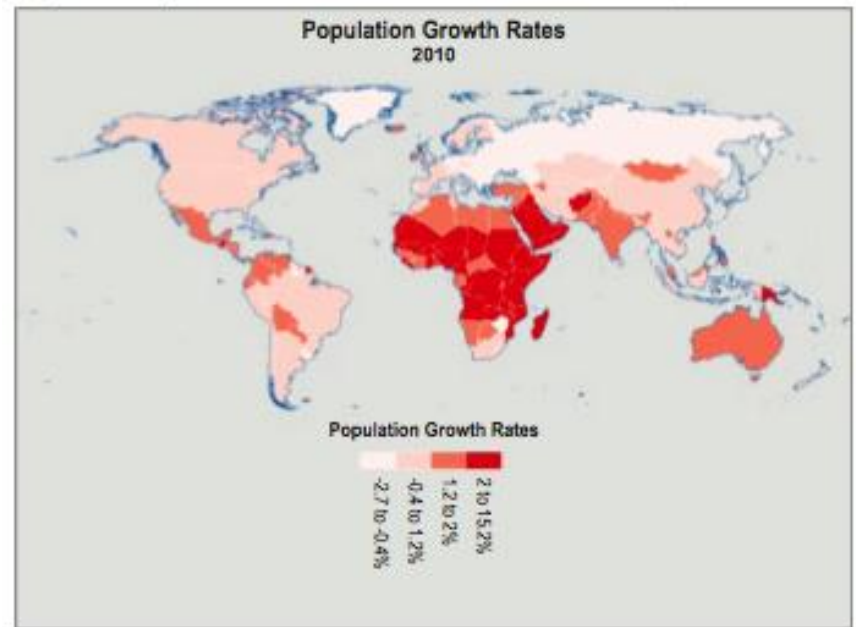 Population Growth Rates
2010
Population Growth Rates
-2.7 to -0.4%
-0.4 to 1.2%
1.2 to 2%
2 to 15.2%